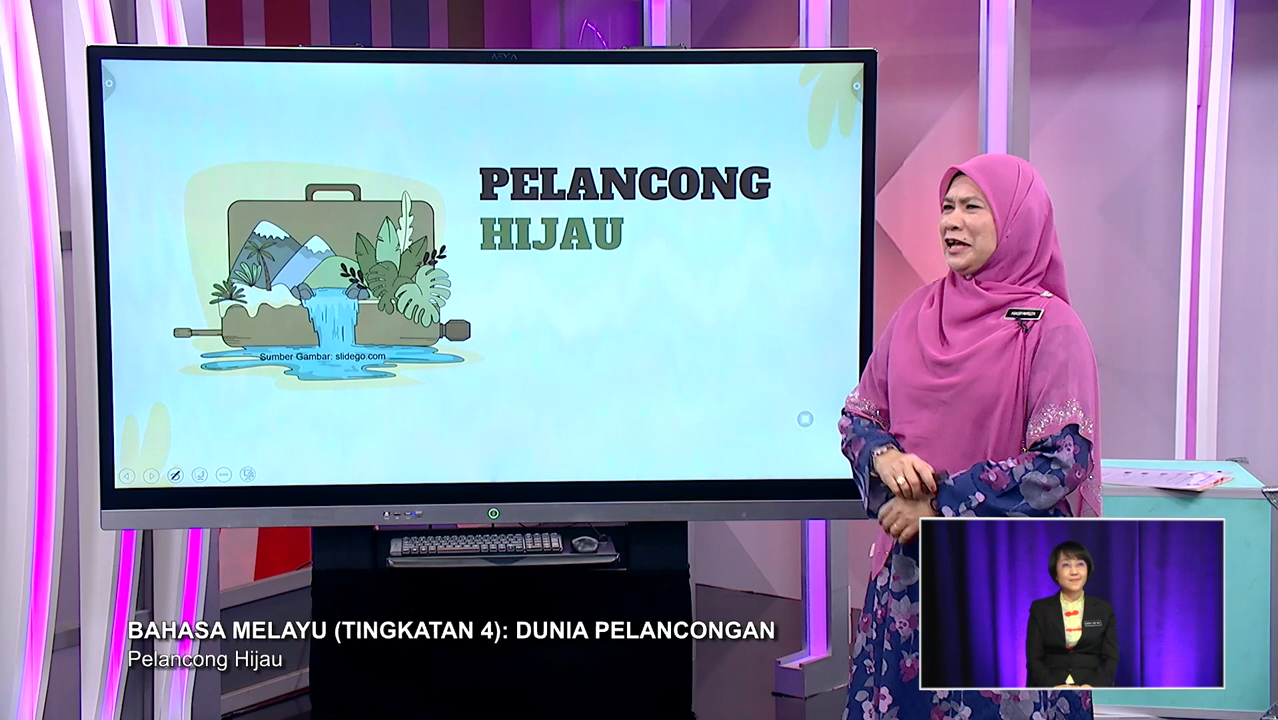 PELANCONG
HIJAU
Sumber Gambar: slidego.com
BAHASA MELAYU (TINGKATAN 4): DUNIA PELANCONGAN
Pelancong Hijau